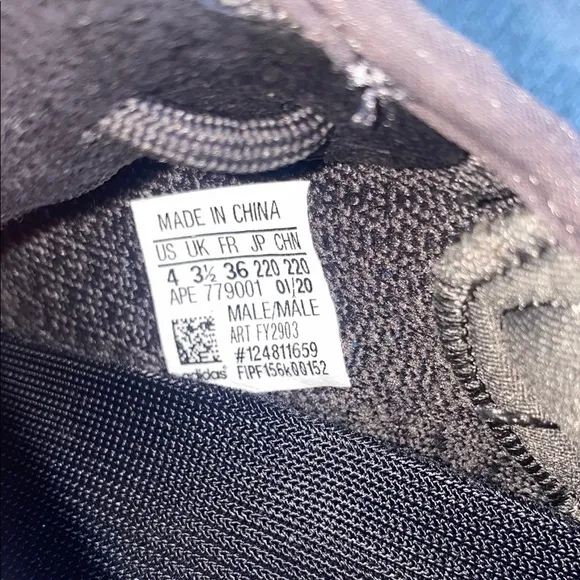 MADE IN CHINA
US UK FR JP CHN
4 3½ 36 220 220
APE 779001 01/20
MALE/MALE
ART FY2903
#124811659
adidas FIPF156K00152